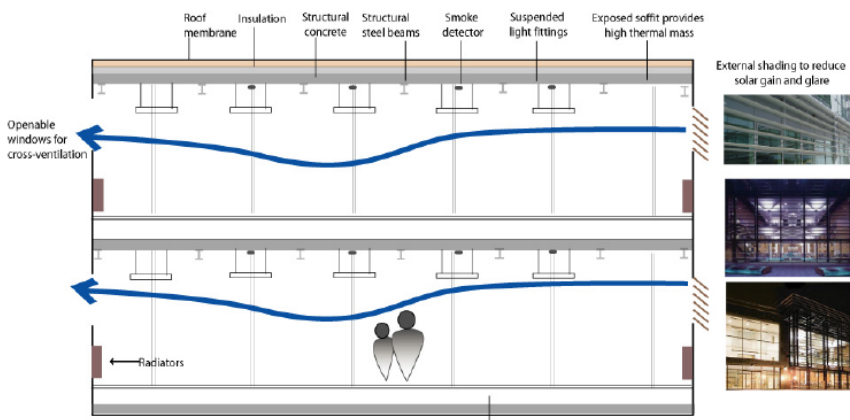 Roof
membrane
Insulation
Structural
concrete
Structural
steel beams
Smoke
detector
Suspended
light fittings
Exposed soffit provides
high thermal mass
External shading to reduce
solar gain and glare
Openable
windows for
cross-ventilation
Radiators